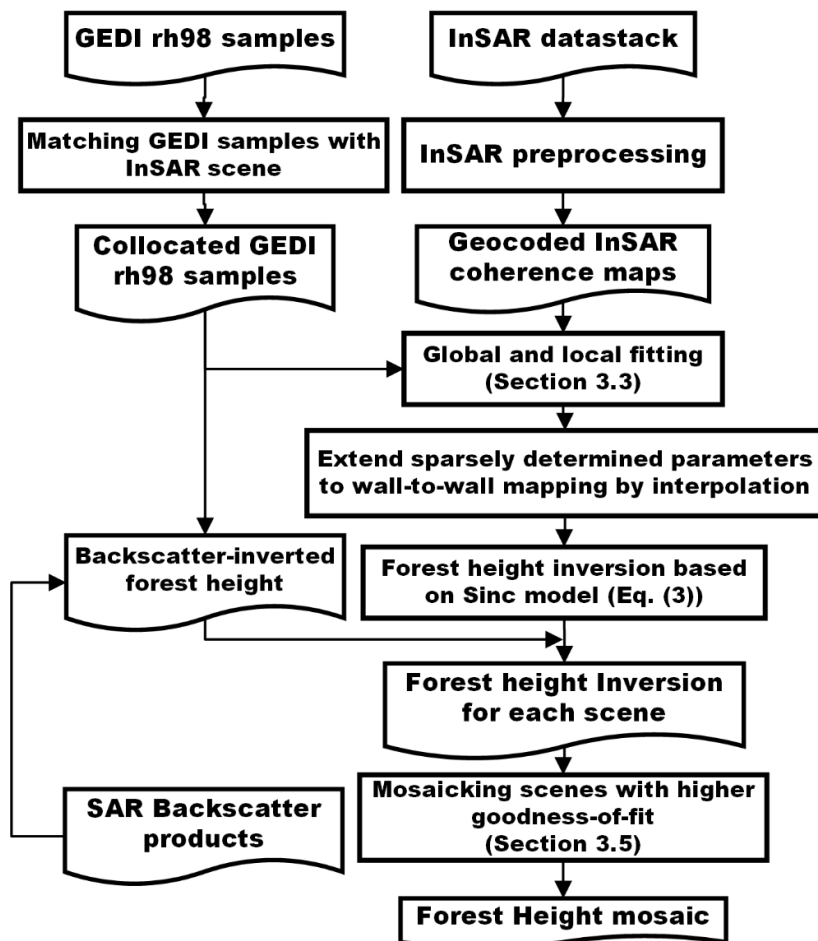 GEDI rh98 samples
InSAR datastack
Matching GEDI samples with
InSAR scene
InSAR preprocessing
Collocated GEDI
rh98 samples
Geocoded InSAR
coherence maps
Global and local fitting
(Section 3.3)
Extend sparsely determined parameters
to wall-to-wall mapping by interpolation
Backscatter-inverted
forest height
Forest height inversion based
on Sinc model (Eq. (3))
Forest height Inversion
for each scene
SAR Backscatter
products
Mosaicking scenes with higher
goodness-of-fit
(Section 3.5)
Forest Height mosaic